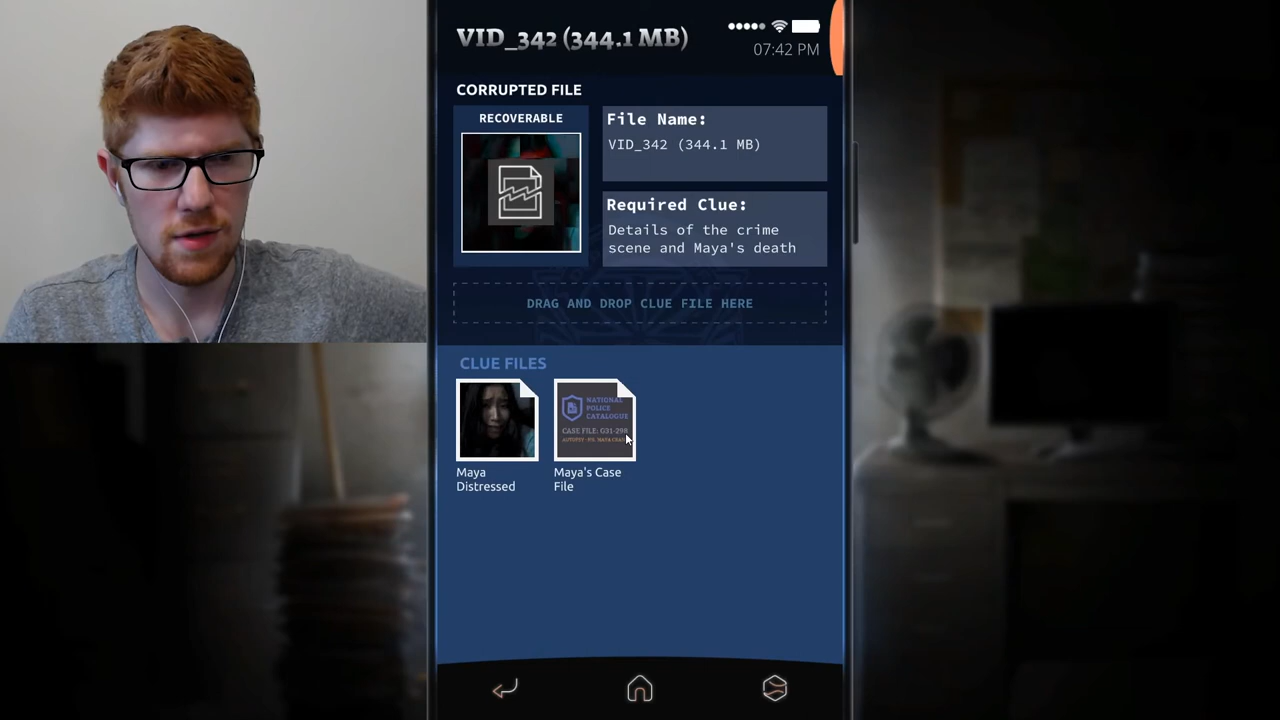 VID_342 (344.1 MB)
07:42 PM
CORRUPTED FILE
RECOVERABLE
File Name:
VID_342 (344.1 MB)
Required Clue:
Details of the crime
scene and Maya's death
DRAG AND DROP CLUE FILE HERE
CLUE FILES
NATIONAL
POLICE
CATALOGUE
CASE FILE: G31-298
Maya
Distressed
Maya's Case
File